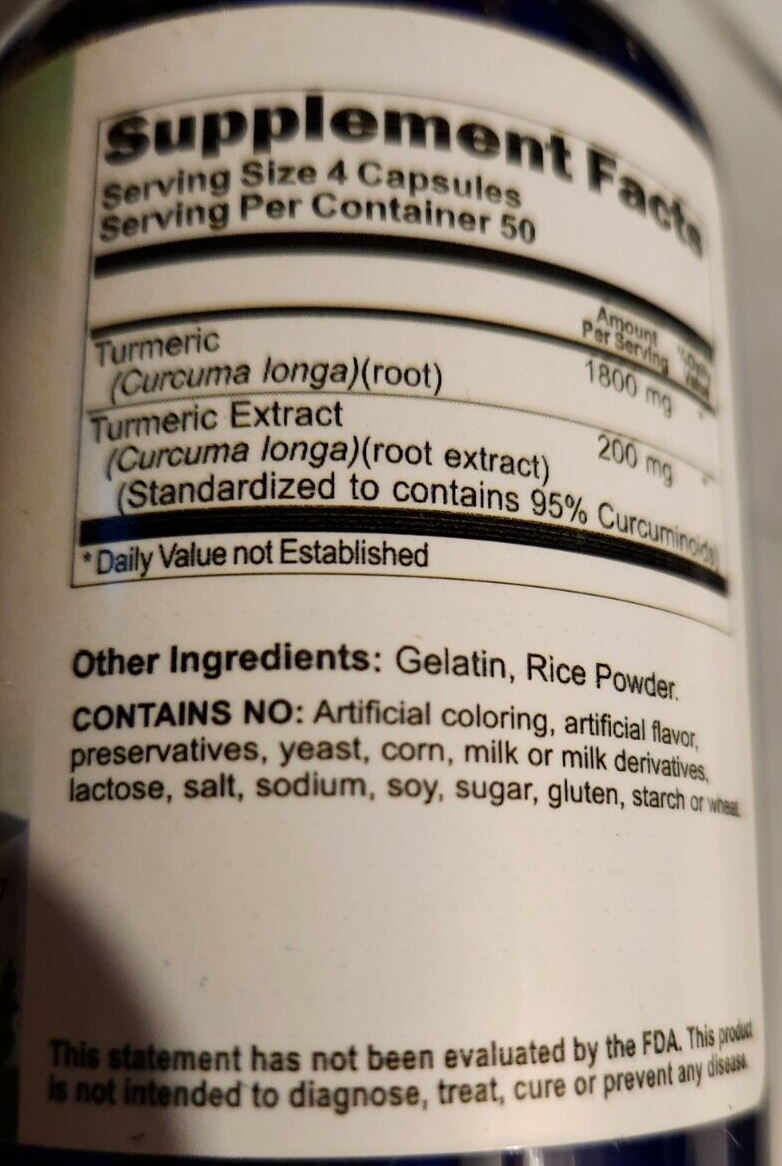 Supplement Facts
Serving Size 4 Capsules
Serving Per Container 50
Amount Per Serving
% Daily Value
Turmeric
(Curcuma longa)(root) 1800 mg *
Turmeric Extract
(Curcuma longa)(root extract) 200 mg *
(Standardized to contains 95% Curcuminoids)
* Daily Value not Established
Other Ingredients: Gelatin, Rice Powder.
CONTAINS NO: Artificial coloring, artificial flavor,
preservatives, yeast, corn, milk or milk derivatives,
lactose, salt, sodium, soy, sugar, gluten, starch or wheat.
This statement has not been evaluated by the FDA. This product
is not intended to diagnose, treat, cure or prevent any disease.